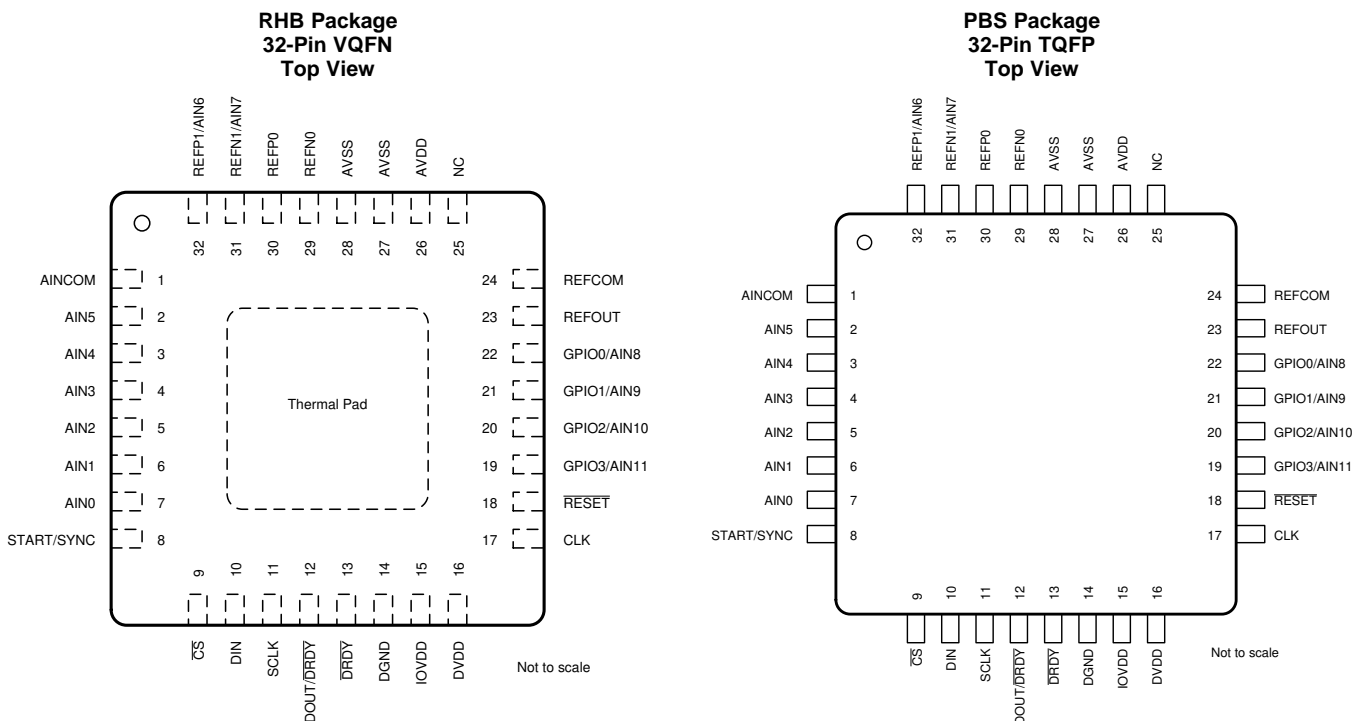 RHB Package
32-Pin VQFN
Top View
REFP1/AIN6
REFN1/AIN7
REFP0
REFN0
AVSS
AVSS
AVDD
NC
32
31
30
29
28
27
26
25
AINCOM 1
AIN5 2
AIN4 3
AIN3 4
AIN2 5
AIN1 6
AIN0 7
START/SYNC 8
Thermal Pad
24 REFCOM
23 REFOUT
22 GPIO0/AIN8
21 GPIO1/AIN9
20 GPIO2/AIN10
19 GPIO3/AIN11
18 RESET
17 CLK
9
10
11
12
13
14
15
16
CS
DIN
SCLK
DOUT/DRDY
DRDY
DGND
IOVDD
DVDD
Not to scale
PBS Package
32-Pin TQFP
Top View
REFP1/AIN6
REFN1/AIN7
REFP0
REFN0
AVSS
AVSS
AVDD
NC
32
31
30
29
28
27
26
25
AINCOM 1
AIN5 2
AIN4 3
AIN3 4
AIN2 5
AIN1 6
AIN0 7
START/SYNC 8
24 REFCOM
23 REFOUT
22 GPIO0/AIN8
21 GPIO1/AIN9
20 GPIO2/AIN10
19 GPIO3/AIN11
18 RESET
17 CLK
9
10
11
12
13
14
15
16
CS
DIN
SCLK
DOUT/DRDY
DRDY
DGND
IOVDD
DVDD
Not to scale